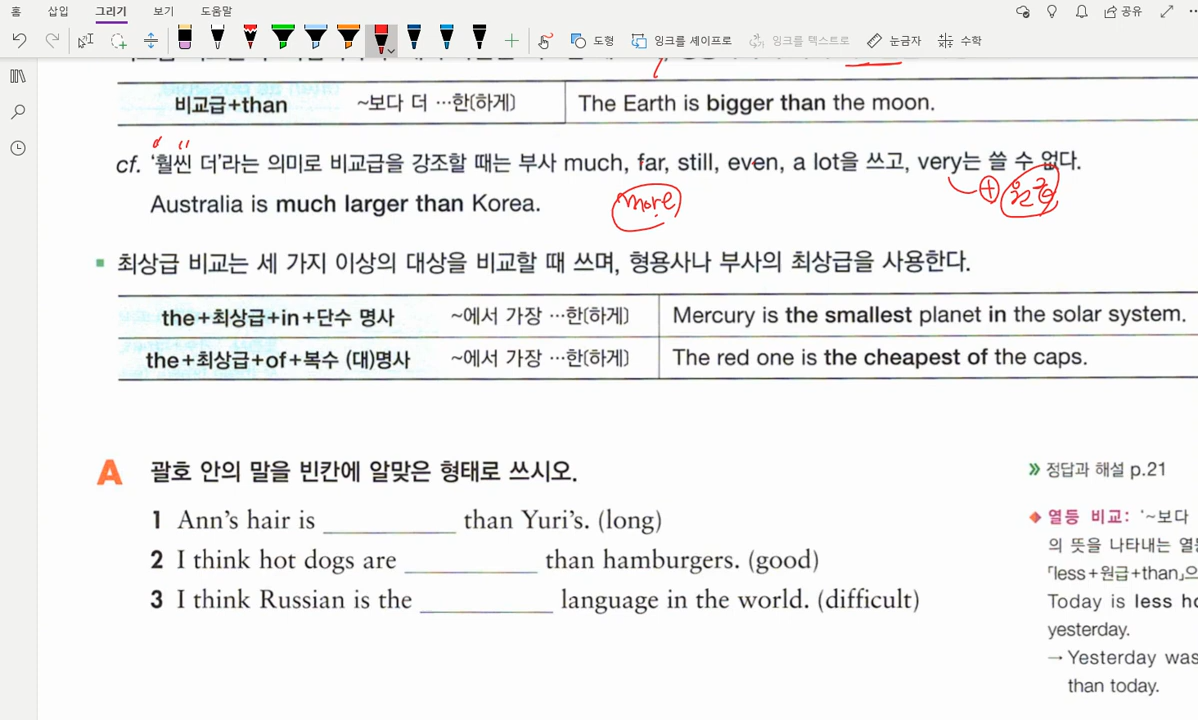 홈 삽입 그리기 보기 도움말 공유
도형 잉크를 셰이프로 잉크를 텍스트로 눈금자 수학
비교급+than ~보다 더 …한(하게) The Earth is bigger than the moon.
cf. ‘훨씬 더’라는 의미로 비교급을 강조할 때는 부사 much, far, still, even, a lot을 쓰고, very는 쓸 수 없다.
Australia is much larger than Korea. more + 원급
최상급 비교는 세 가지 이상의 대상을 비교할 때 쓰며, 형용사나 부사의 최상급을 사용한다.
the+최상급+in+단수 명사 ~에서 가장 …한(하게) Mercury is the smallest planet in the solar system.
the+최상급+of+복수 (대)명사 ~에서 가장 …한(하게) The red one is the cheapest of the caps.
A 괄호 안의 말을 빈칸에 알맞은 형태로 쓰시오.
1 Ann’s hair is ________ than Yuri’s. (long)
2 I think hot dogs are ________ than hamburgers. (good)
3 I think Russian is the ________ language in the world. (difficult)
» 정답과 해설 p.21
◆ 열등 비교: ‘~보다
의 뜻을 나타내는 열
「less+원급+than」으
Today is less
yesterday.
→ Yesterday was
than today.